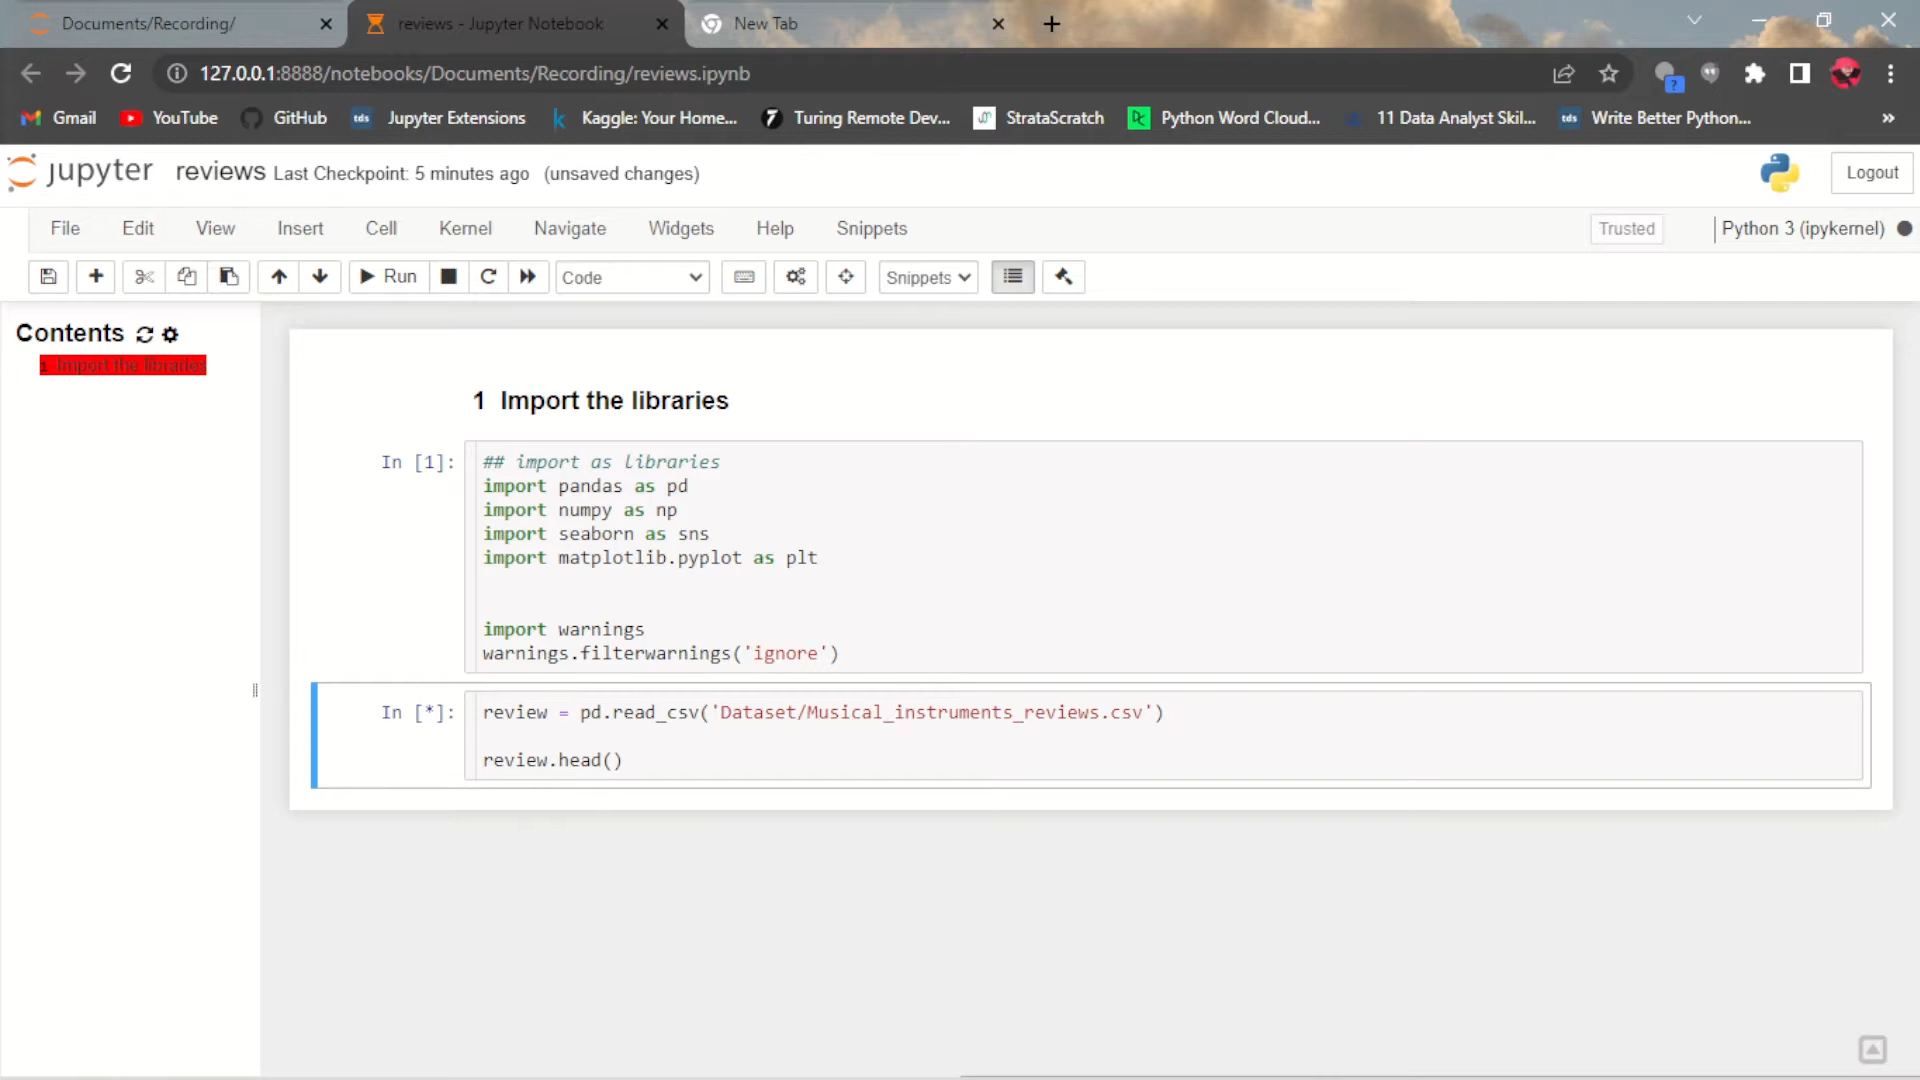 Documents/Recording/
reviews - Jupyter Notebook
New Tab
127.0.0.1:8888/notebooks/Documents/Recording/reviews.ipynb
Gmail
YouTube
GitHub
tds Jupyter Extensions
k Kaggle: Your Home...
7 Turing Remote Dev...
StrataScratch
DC Python Word Cloud...
11 Data Analyst Skil...
tds Write Better Python...
»
jupyter reviews Last Checkpoint: 5 minutes ago (unsaved changes)
Logout
File Edit View Insert Cell Kernel Navigate Widgets Help Snippets
Trusted
Python 3 (ipykernel)
Run
Code
Snippets
Contents
1 Import the libraries
1 Import the libraries
In [1]:
## import as libraries
import pandas as pd
import numpy as np
import seaborn as sns
import matplotlib.pyplot as plt
import warnings
warnings.filterwarnings('ignore')
In [*]:
review = pd.read_csv('Dataset/Musical_instruments_reviews.csv')
review.head()